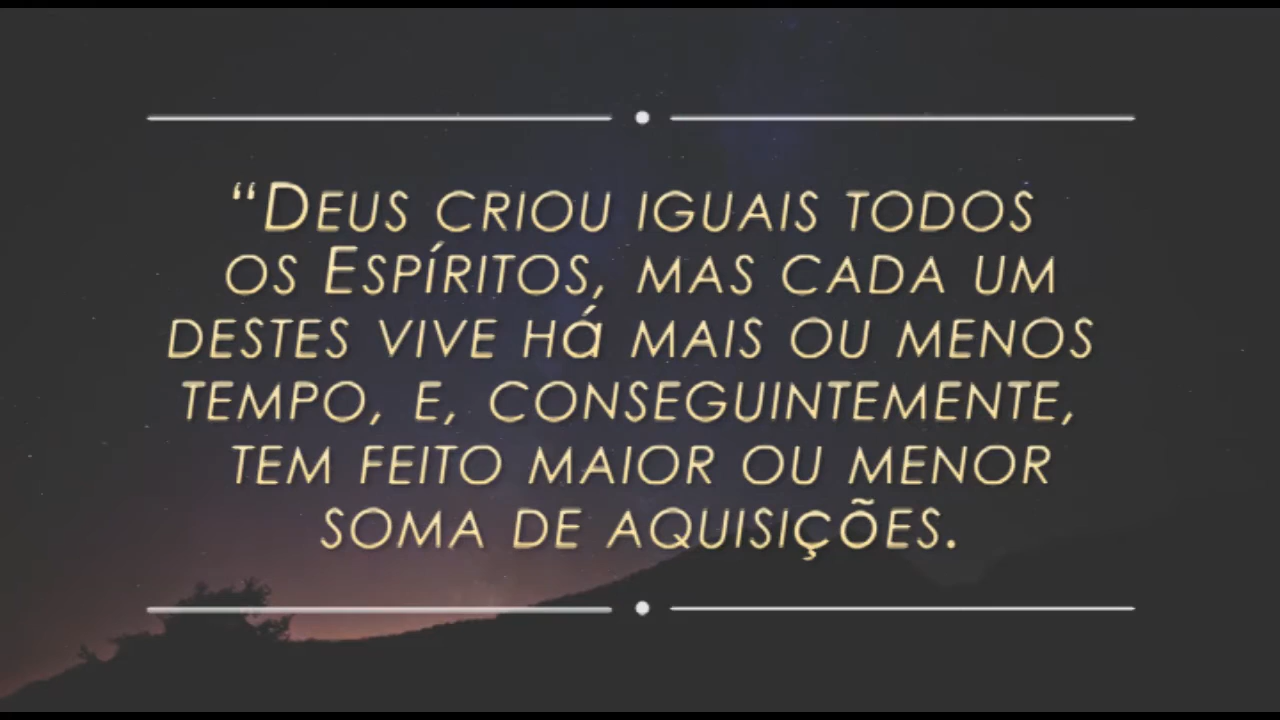 “Deus criou iguais todos
os Espíritos, mas cada um
destes vive há mais ou menos
tempo, e, conseguintemente,
tem feito maior ou menor
soma de aquisições.